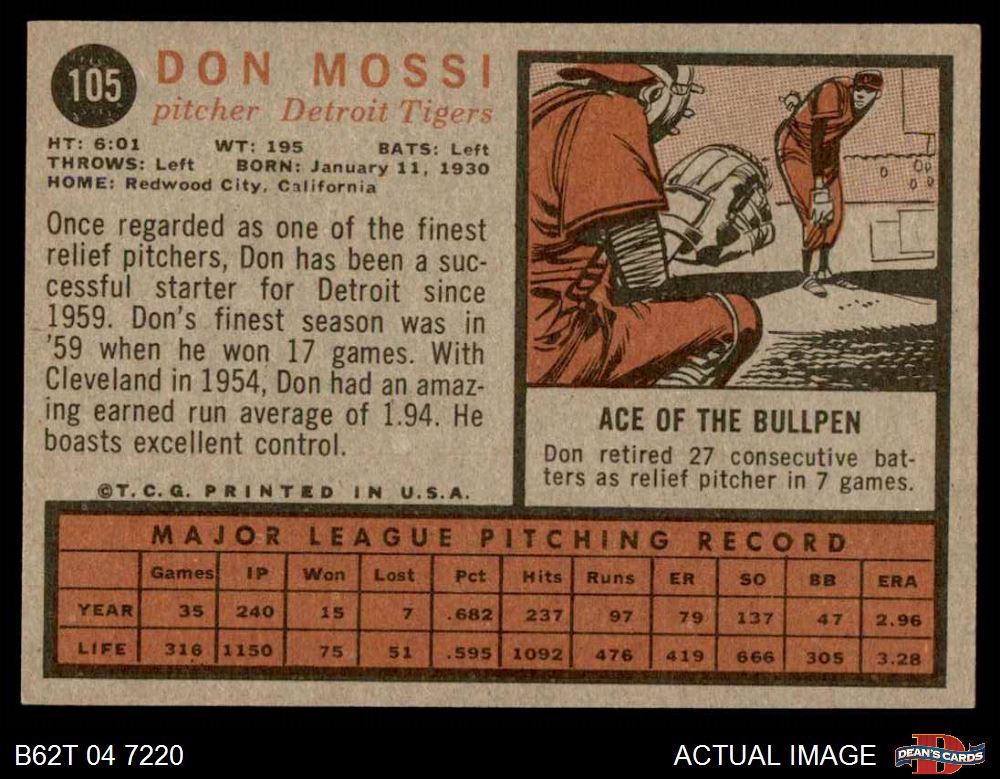 105
DON MOSSI
pitcher Detroit Tigers
HT: 6:01 WT: 195 BATS: Left
THROWS: Left BORN: January 11, 1930
HOME: Redwood City, California
Once regarded as one of the finest
relief pitchers, Don has been a suc-
cessful starter for Detroit since
1959. Don's finest season was in
'59 when he won 17 games. With
Cleveland in 1954, Don had an amaz-
ing earned run average of 1.94. He
boasts excellent control.
©T.C.G. PRINTED IN U.S.A.
ACE OF THE BULLPEN
Don retired 27 consecutive bat-
ters as relief pitcher in 7 games.
MAJOR LEAGUE PITCHING RECORD
Games IP Won Lost Pct Hits Runs ER SO BB ERA
YEAR 35 240 15 7 .682 237 97 79 137 47 2.96
LIFE 316 1150 75 51 .595 1092 476 419 666 305 3.28
B62T 04 7220
ACTUAL IMAGE
DEAN'S CARDS